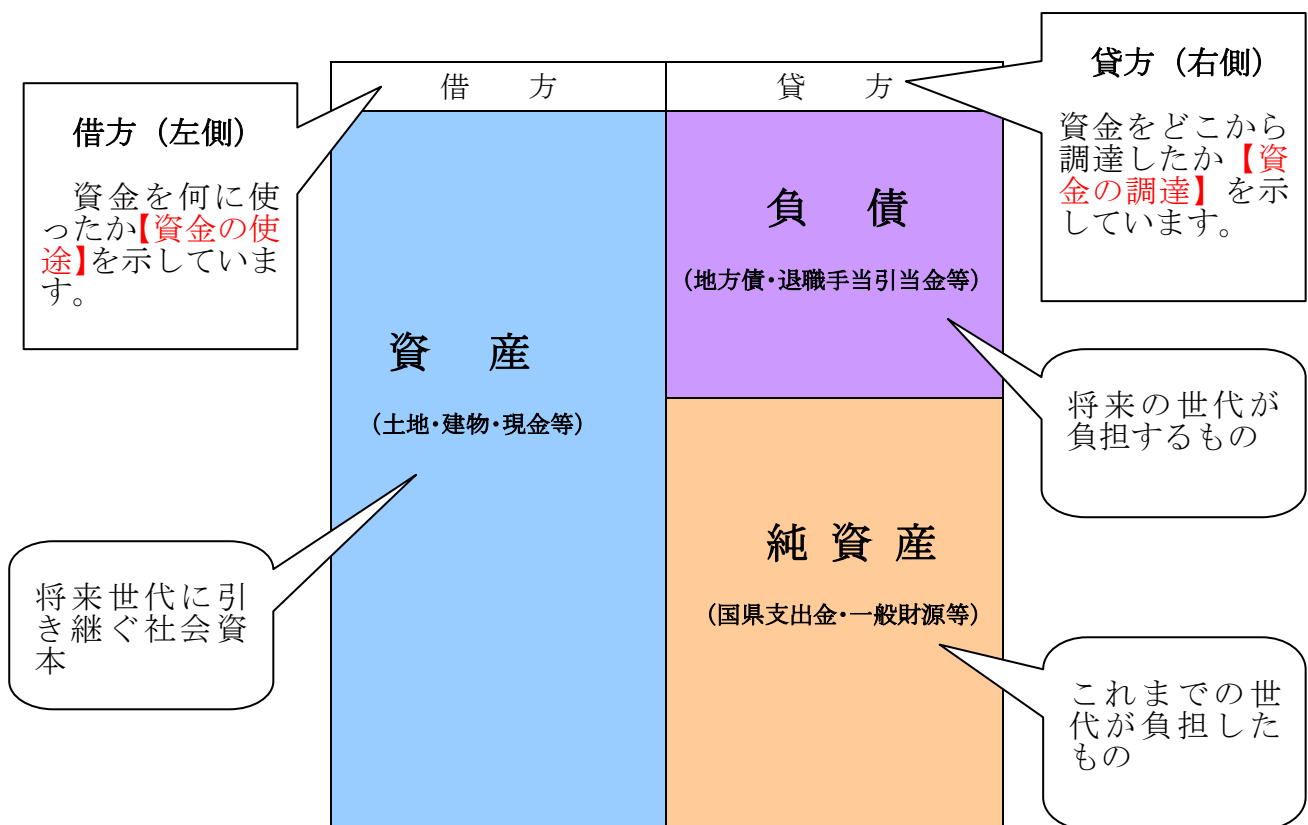 借方
貸方
借方（左側）
資金を何に使
ったか【資金の使
途】を示していま
す。
貸方（右側）
資金をどこから
調達したか【資
金の調達】を示
しています。
資産
（土地・建物・現金等）
将来世代に引
き継ぐ社会資
本
負債
（地方債・退職手当引当金等）
将来の世代が
負担するもの
純資産
（国県支出金・一般財源等）
これまでの世
代が負担した
もの